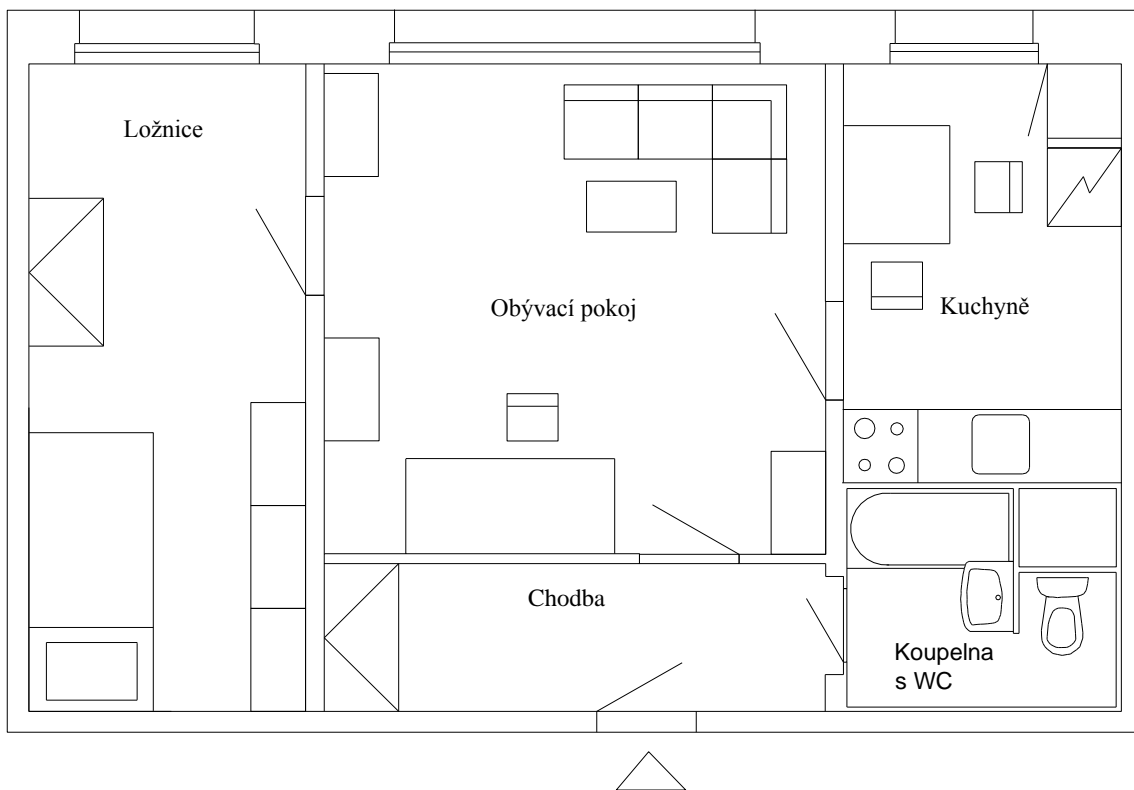 Ložnice
Obývací pokoj
Kuchyně
Chodba
Koupelna
s WC